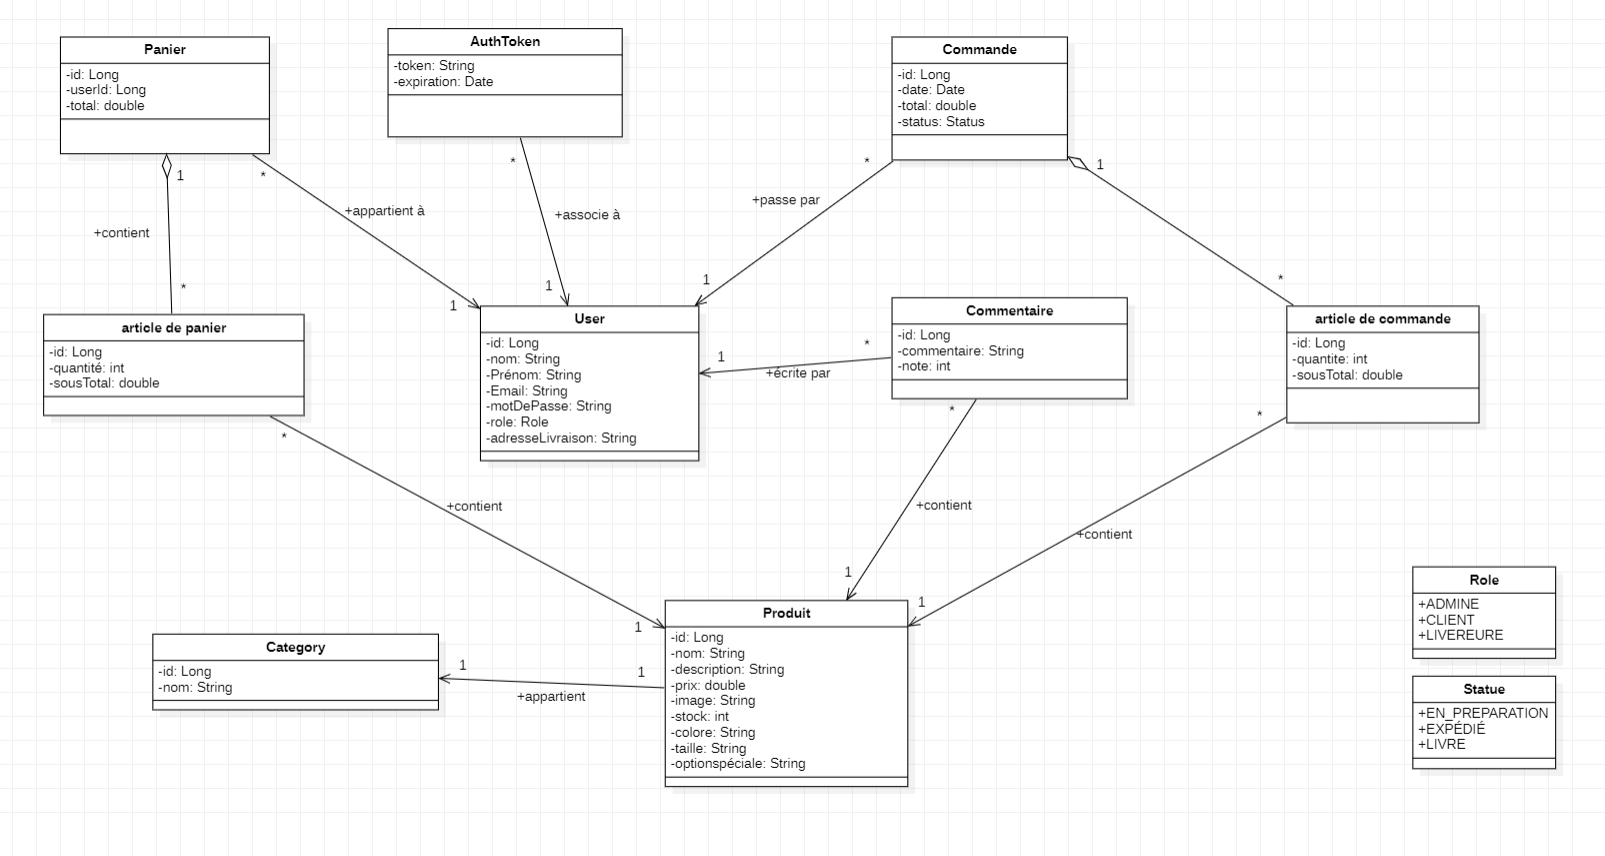 Panier
-id: Long
-userId: Long
-total: double
AuthToken
-token: String
-expiration: Date
Commande
-id: Long
-date: Date
-total: double
-status: Status
1
+contient
*
*
+appartient à
1
*
+associe à
1
*
+passe par
1
1
*
article de panier
-id: Long
-quantité: int
-sousTotal: double
User
-id: Long
-nom: String
-Prénom: String
-Email: String
-motDePasse: String
-role: Role
-adresseLivraison: String
1
*
+écrite par
Commentaire
-id: Long
-commentaire: String
-note: int
article de commande
-id: Long
-quantite: int
-sousTotal: double
*
+contient
1
*
+contient
1
*
+contient
1
Category
-id: Long
-nom: String
1
1
+appartient
Produit
-id: Long
-nom: String
-description: String
-prix: double
-image: String
-stock: int
-colore: String
-taille: String
-optionspéciale: String
Role
+ADMINE
+CLIENT
+LIVEREURE
Statue
+EN_PREPARATION
+EXPÉDIÉ
+LIVRE